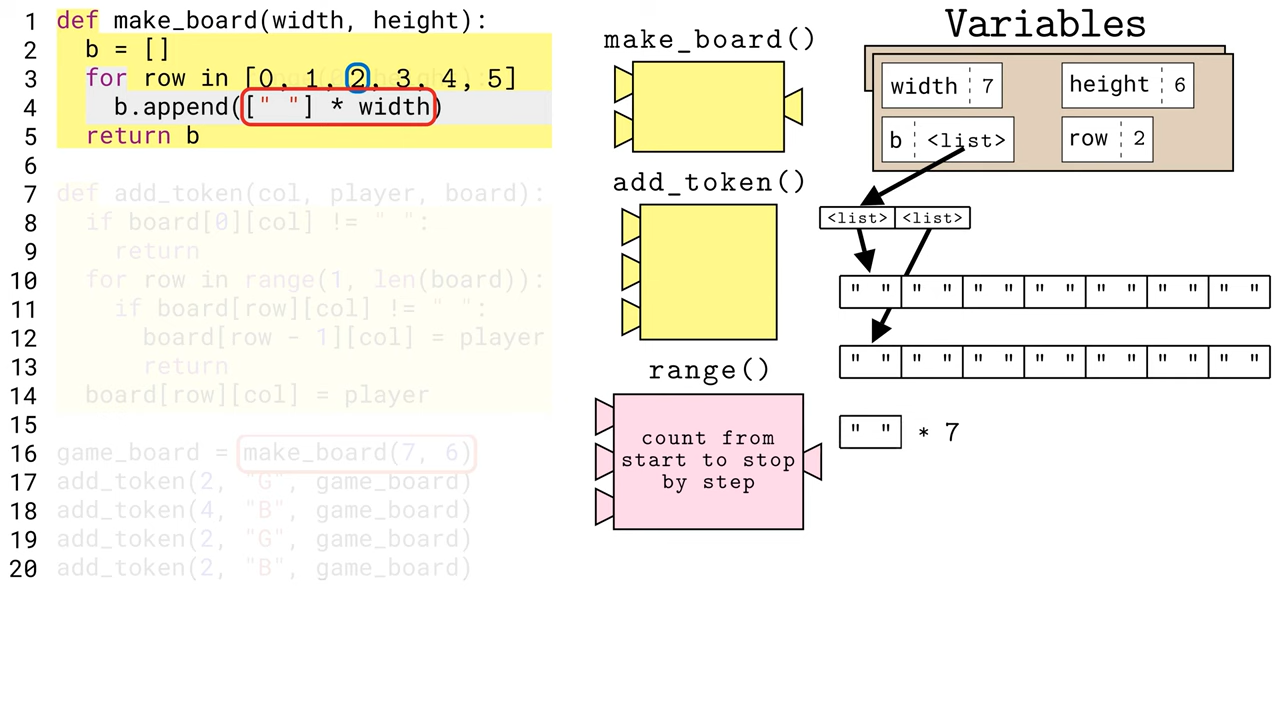 1 def make_board(width, height):
2 b = []
3 for row in [0, 1, 2, 3, 4, 5]
4 b.append([" "] * width)
5 return b
6
7 def add_token(col, player, board):
8 if board[0][col] != " ":
9 return
10 for row in range(1, len(board)):
11 if board[row][col] != " ":
12 board[row - 1][col] = player
13 return
14 board[row][col] = player
15
16 game_board = make_board(7, 6)
17 add_token(2, "G", game_board)
18 add_token(4, "B", game_board)
19 add_token(2, "G", game_board)
20 add_token(2, "B", game_board)
make_board()
add_token()
range()
count from
start to stop
by step
Variables
width 7 height 6
b <list> row 2
<list> <list>
" " " " " " " " " " " " " "
" " " " " " " " " " " " " "
" " * 7